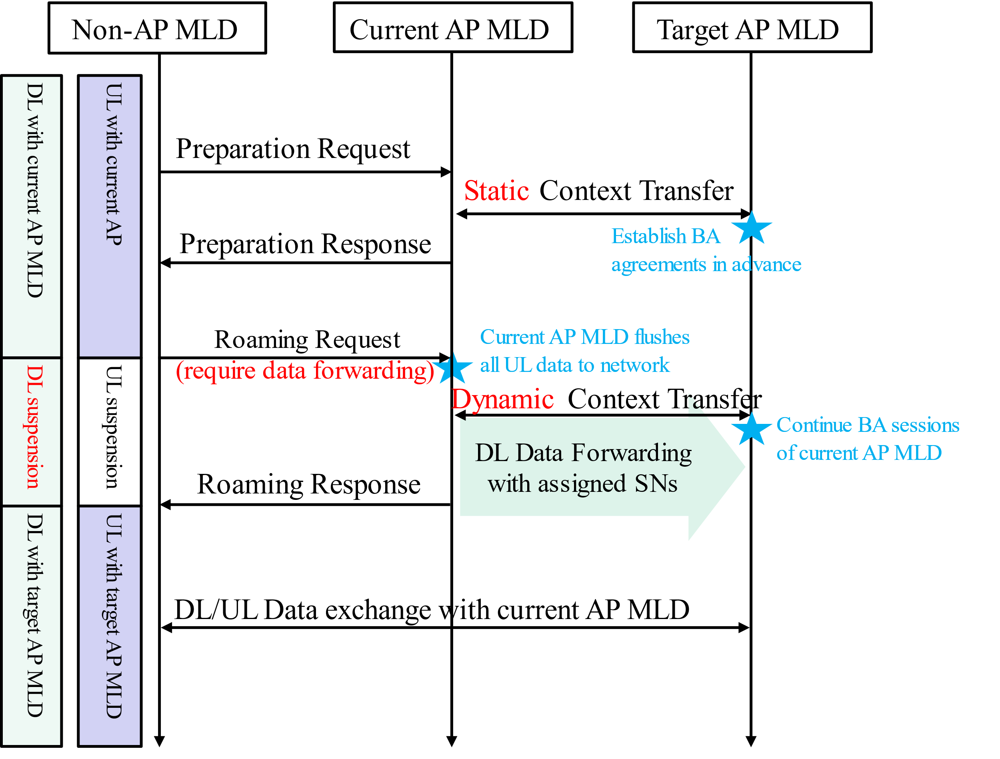 Non-AP MLD
Current AP MLD
Target AP MLD
DL with current AP MLD
UL with current AP
Preparation Request
Static Context Transfer
Establish BA
agreements in advance
Preparation Response
Roaming Request
(require data forwarding)
Current AP MLD flushes
all UL data to network
DL suspension
UL suspension
Dynamic Context Transfer
Continue BA sessions
of current AP MLD
DL Data Forwarding
with assigned SNs
Roaming Response
DL with target AP MLD
UL with target AP MLD
DL/UL Data exchange with current AP MLD